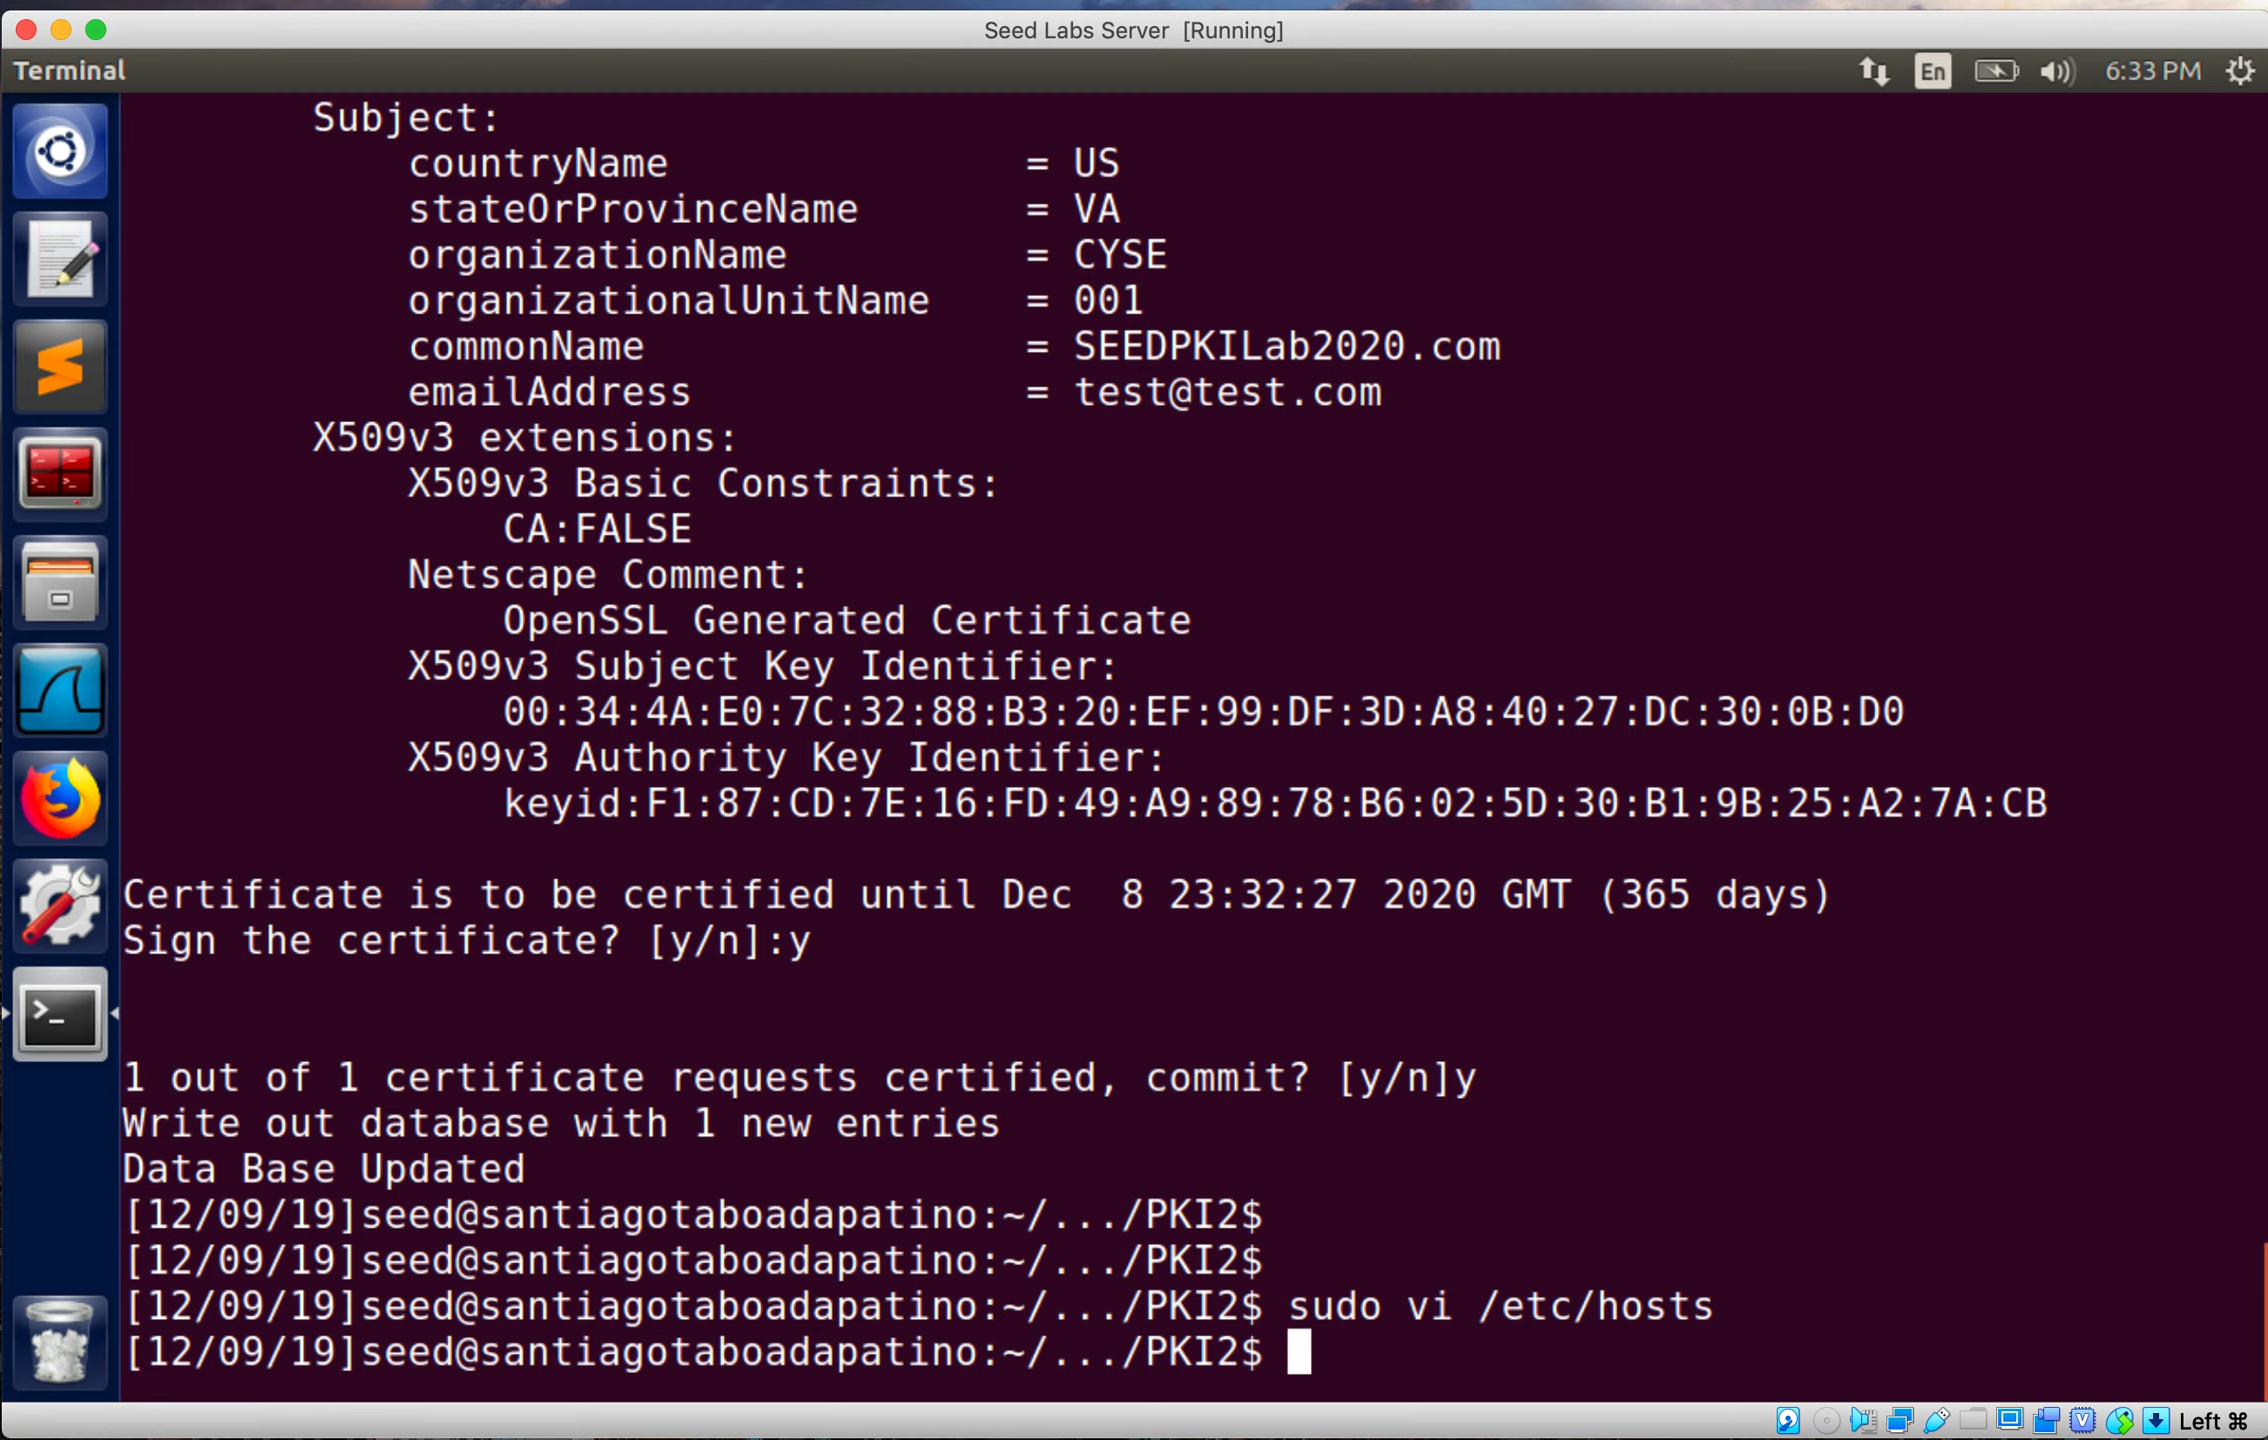 Seed Labs Server [Running]
Terminal
En
6:33 PM
Subject:
countryName = US
stateOrProvinceName = VA
organizationName = CYSE
organizationalUnitName = 001
commonName = SEEDPKILab2020.com
emailAddress = test@test.com
X509v3 extensions:
X509v3 Basic Constraints:
CA:FALSE
Netscape Comment:
OpenSSL Generated Certificate
X509v3 Subject Key Identifier:
00:34:4A:E0:7C:32:88:B3:20:EF:99:DF:3D:A8:40:27:DC:30:0B:D0
X509v3 Authority Key Identifier:
keyid:F1:87:CD:7E:16:FD:49:A9:89:78:B6:02:5D:30:B1:9B:25:A2:7A:CB
Certificate is to be certified until Dec  8 23:32:27 2020 GMT (365 days)
Sign the certificate? [y/n]:y
1 out of 1 certificate requests certified, commit? [y/n]y
Write out database with 1 new entries
Data Base Updated
[12/09/19]seed@santiagotaboadapatino:~/.../PKI2$
[12/09/19]seed@santiagotaboadapatino:~/.../PKI2$
[12/09/19]seed@santiagotaboadapatino:~/.../PKI2$ sudo vi /etc/hosts
[12/09/19]seed@santiagotaboadapatino:~/.../PKI2$
Left ⌘